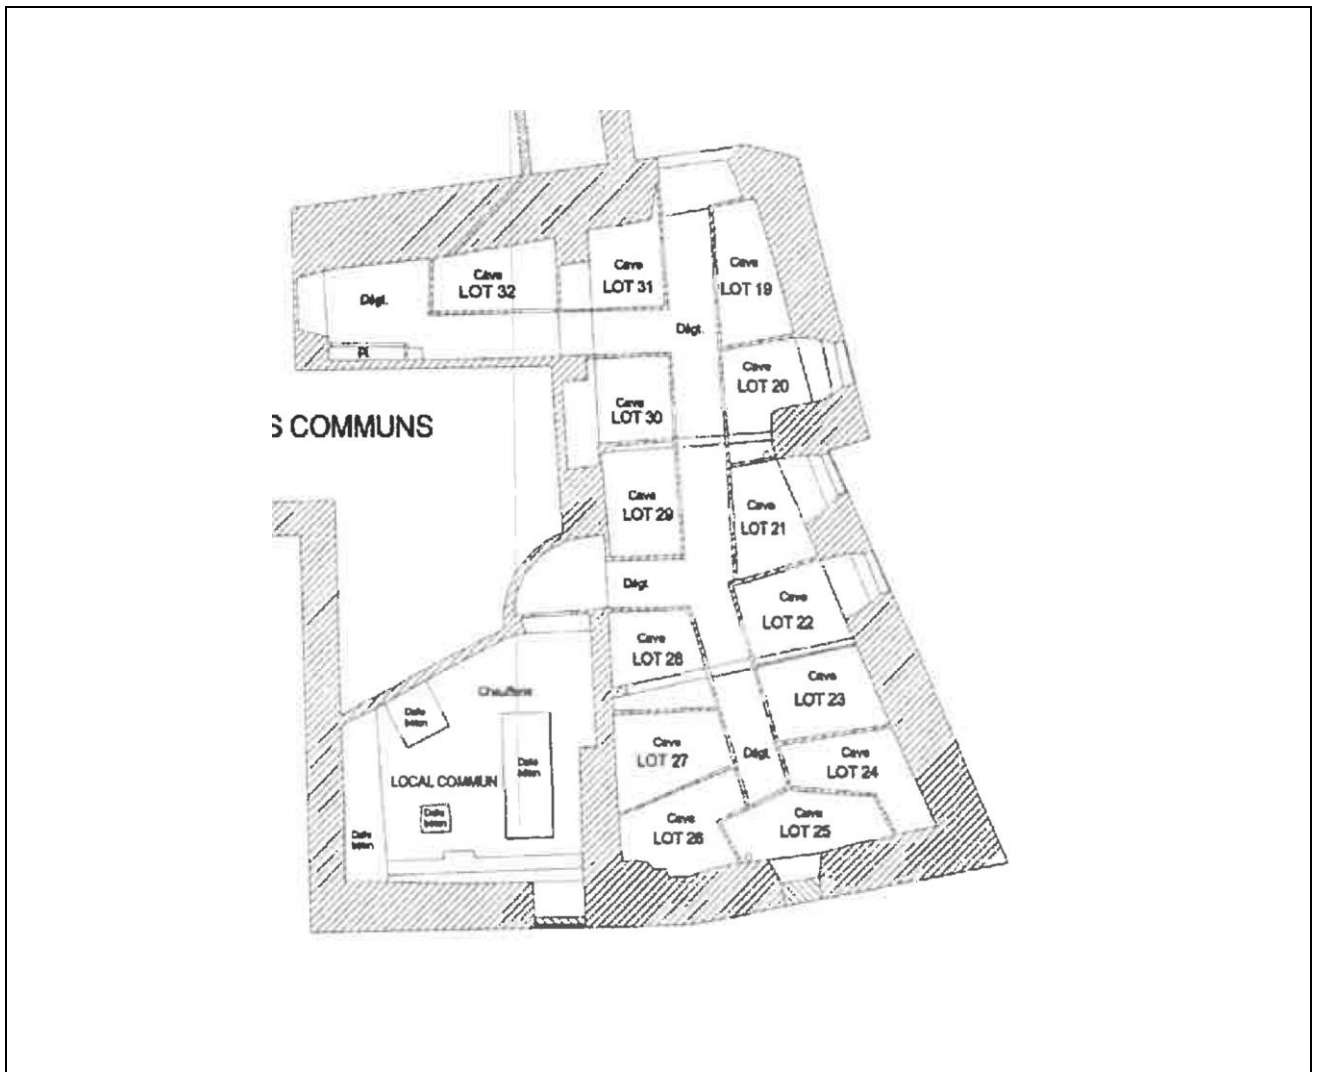 Cave
LOT 32
Cave
LOT 31
Cave
LOT 19
Dégt.
Dégt.
Pl.
Cave
LOT 20
Cave
LOT 30
S COMMUNS
Cave
LOT 29
Cave
LOT 21
Dégt.
Cave
LOT 22
Cave
LOT 28
Cave
LOT 23
Chaufferie
Dalle
béton
Cave
LOT 27
Dégt.
Cave
LOT 24
Dalle
béton
LOCAL COMMUN
Dalle
béton
Cave
LOT 26
Cave
LOT 25
Dalle
béton